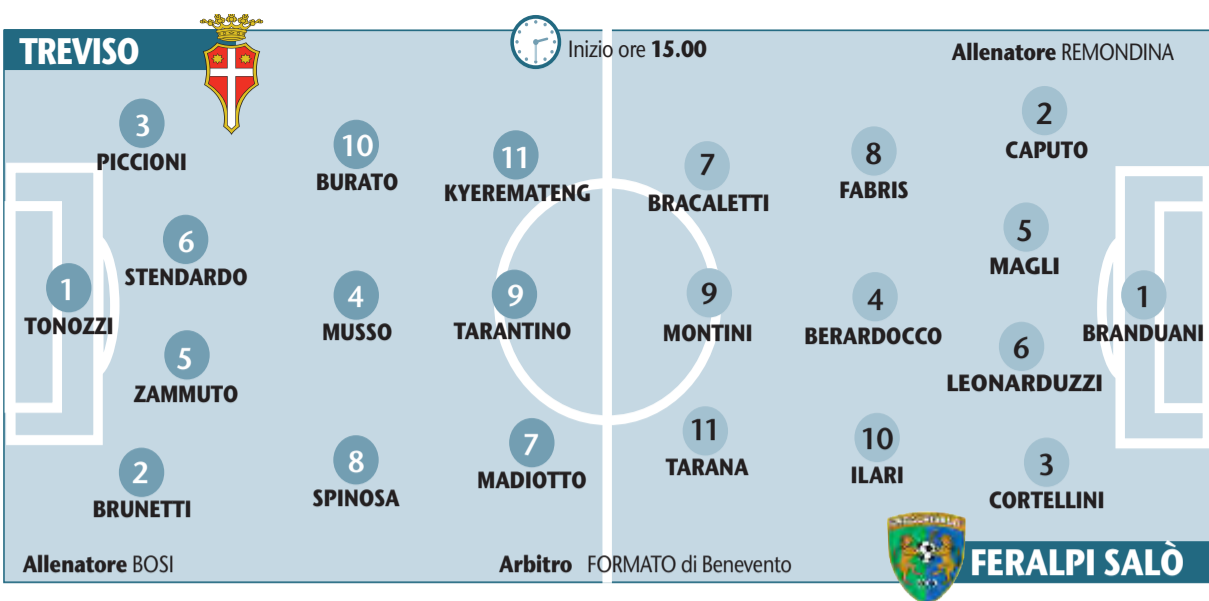 TREVISO
Inizio ore 15.00
Allenatore REMONDINA
3
PICCIONI
6
STENDARDO
1
TONOZZI
5
ZAMMUTO
2
BRUNETTI
10
BURATO
4
MUSSO
8
SPINOSA
11
KYEREMATENG
9
TARANTINO
7
MADIOTTO
7
BRACALETTI
9
MONTINI
11
TARANA
8
FABRIS
4
BERARDOCCO
10
ILARI
2
CAPUTO
5
MAGLI
6
LEONARDUZZI
3
CORTELLINI
1
BRANDUANI
Allenatore BOSI
Arbitro FORMATO di Benevento
FERALPI SALÒ